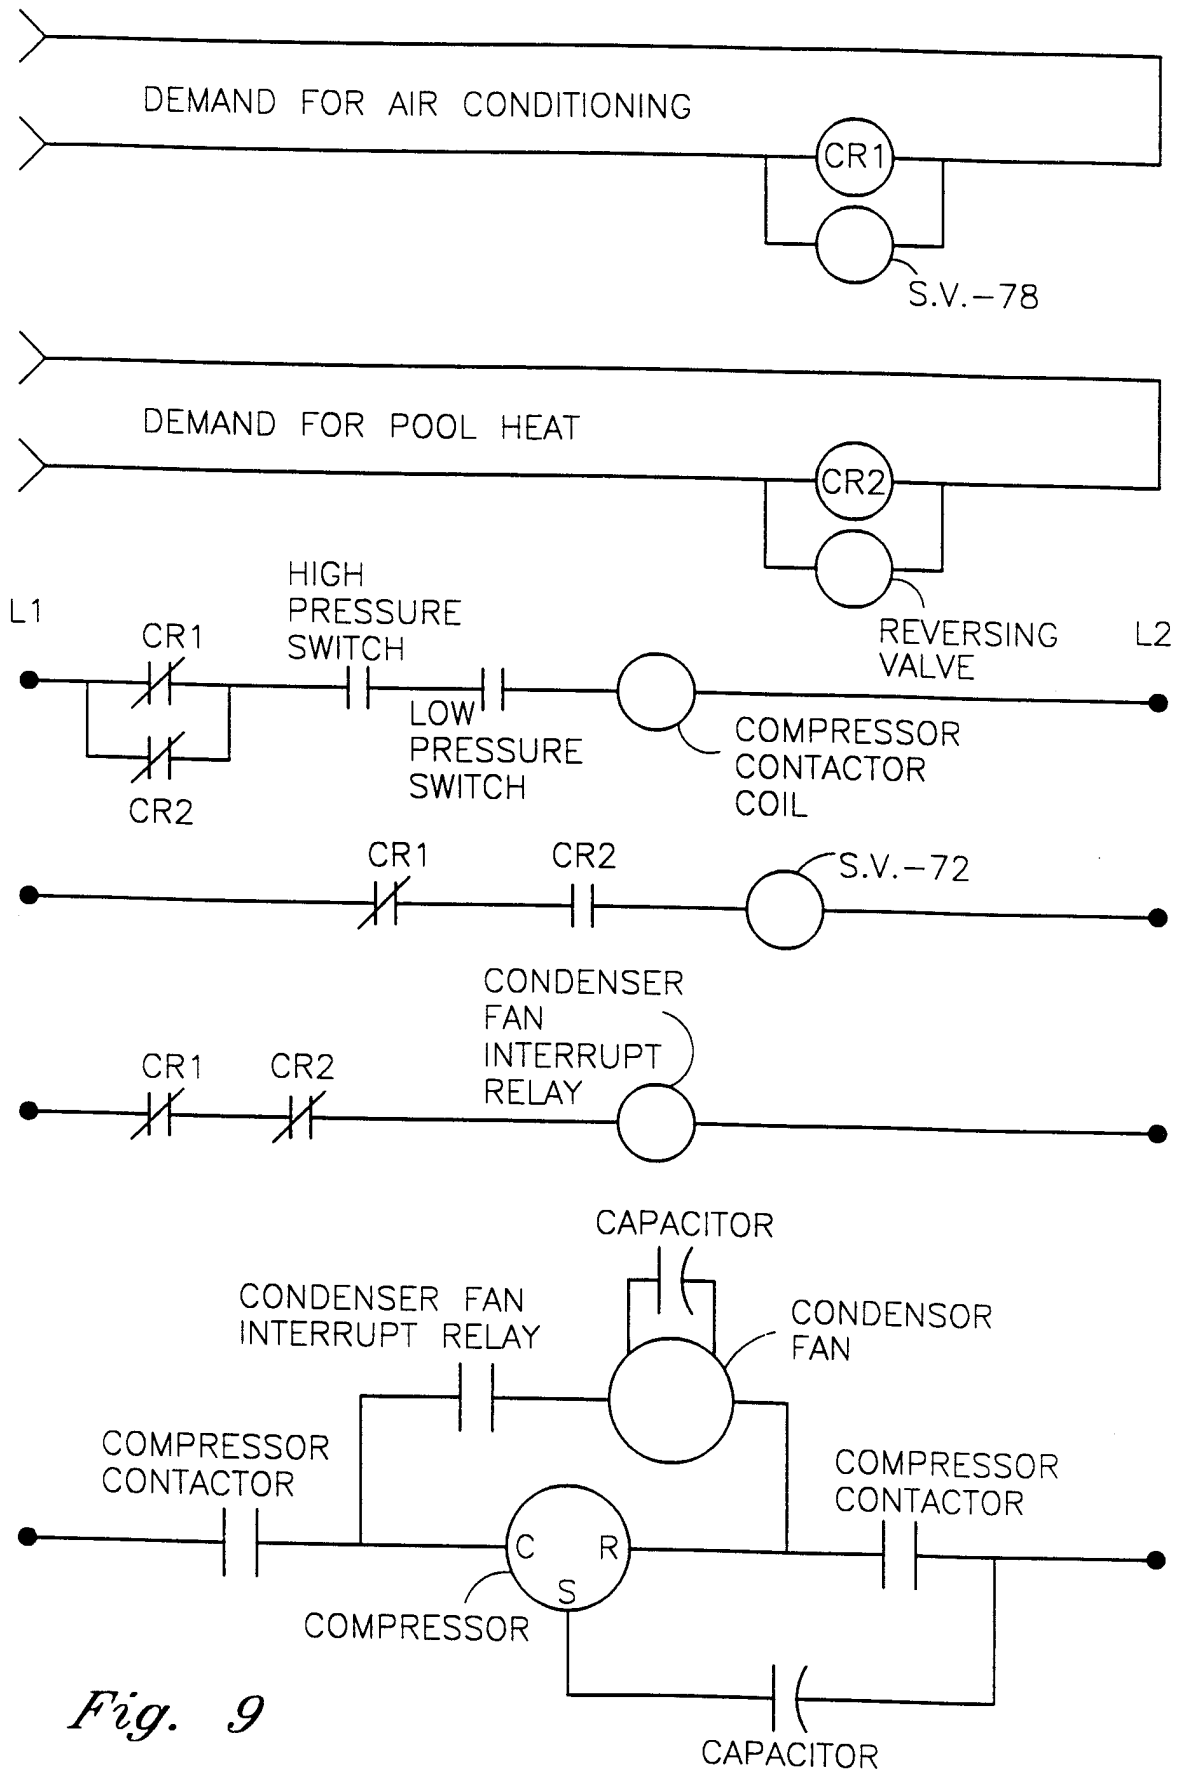 DEMAND FOR AIR CONDITIONING
CR1
S.V.-78
DEMAND FOR POOL HEAT
CR2
REVERSING
VALVE
L1
L2
CR1
HIGH
PRESSURE
SWITCH
LOW
PRESSURE
SWITCH
COMPRESSOR
CONTACTOR
COIL
CR2
CR1
CR2
S.V.-72
CR1
CR2
CONDENSER
FAN
INTERRUPT
RELAY
CAPACITOR
CONDENSER FAN
INTERRUPT RELAY
CONDENSOR
FAN
COMPRESSOR
CONTACTOR
COMPRESSOR
CONTACTOR
C R
S
COMPRESSOR
CAPACITOR
Fig. 9